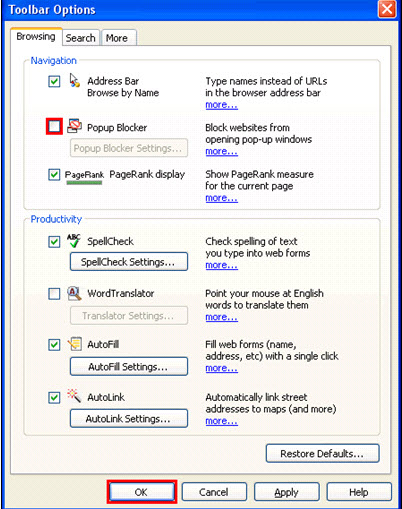 Toolbar Options
Browsing Search More
Navigation
Address Bar
Browse by Name
Type names instead of URLs
in the browser address bar
more...
Popup Blocker
Popup Blocker Settings...
Block websites from
opening pop-up windows
more...
PageRank PageRank display
Show PageRank measure
for the current page
more...
Productivity
ABC SpellCheck
SpellCheck Settings...
Check spelling of text
you type into web forms
more...
WordTranslator
Translator Settings...
Point your mouse at English
words to translate them
more...
AutoFill
AutoFill Settings...
Fill web forms (name,
address, etc) with a single click
more...
AutoLink
AutoLink Settings...
Automatically link street
addresses to maps (and more)
more...
Restore Defaults...
OK Cancel Apply Help